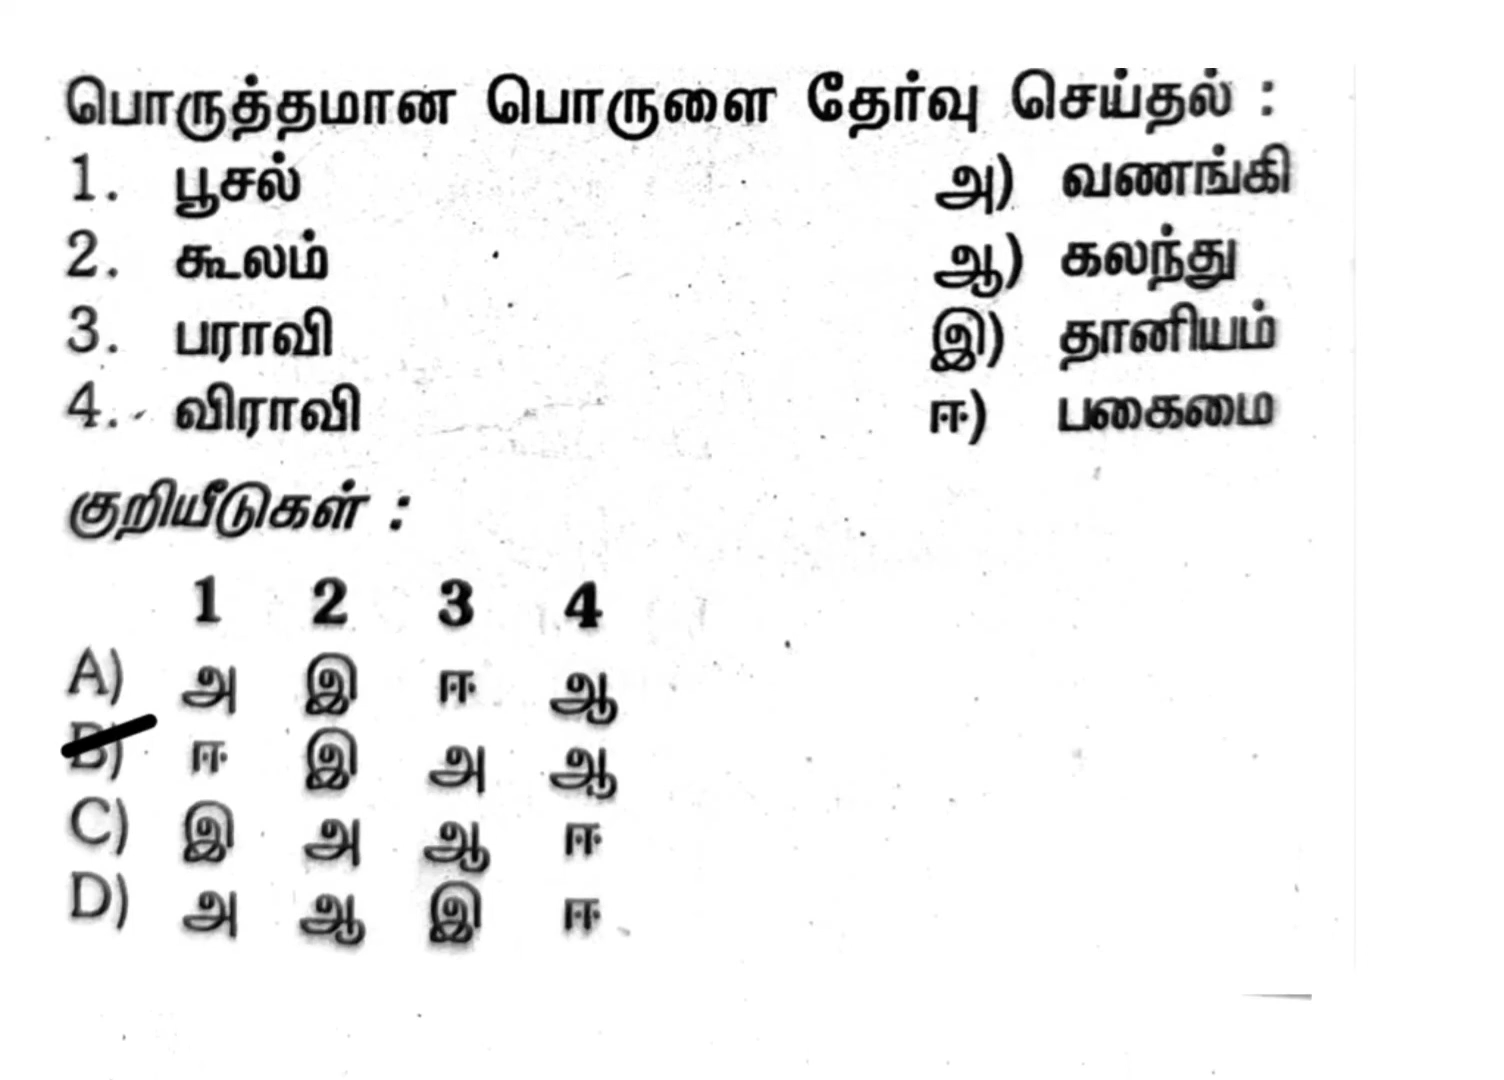 பொருத்தமான பொருளை தேர்வு செய்தல் :
1. பூசல் அ) வணங்கி
2. கூலம் ஆ) கலந்து
3. பராவி இ) தானியம்
4. விராவி ஈ) பகைமை
குறியீடுகள் :
1 2 3 4
A) அ இ ஈ ஆ
B) ஈ இ அ ஆ
C) இ அ ஆ ஈ
D) அ ஆ இ ஈ